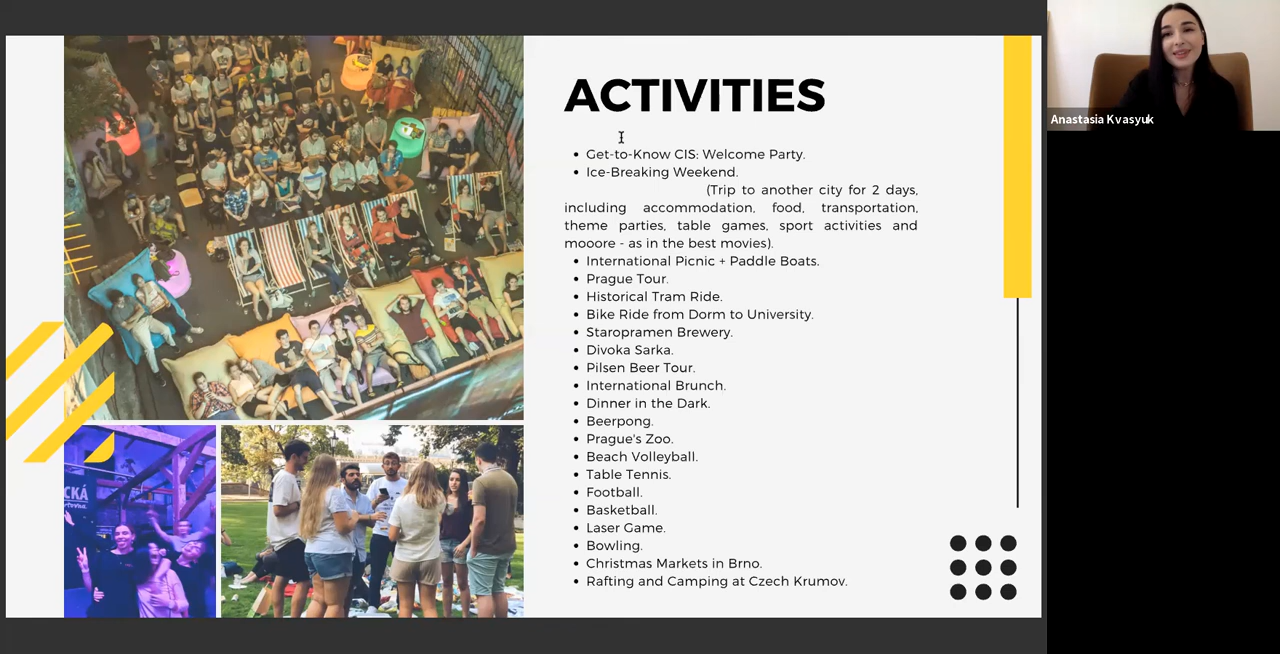 ACTIVITIES
Get-to-Know CIS: Welcome Party.
Ice-Breaking Weekend.
(Trip to another city for 2 days,
including accommodation, food, transportation,
theme parties, table games, sport activities and
mooore - as in the best movies).
International Picnic + Paddle Boats.
Prague Tour.
Historical Tram Ride.
Bike Ride from Dorm to University.
Staropramen Brewery.
Divoka Sarka.
Pilsen Beer Tour.
International Brunch.
Dinner in the Dark.
Beerpong.
Prague's Zoo.
Beach Volleyball.
Table Tennis.
Football.
Basketball.
Laser Game.
Bowling.
Christmas Markets in Brno.
Rafting and Camping at Czech Krumov.
Anastasia Kvasyuk
CKÁ